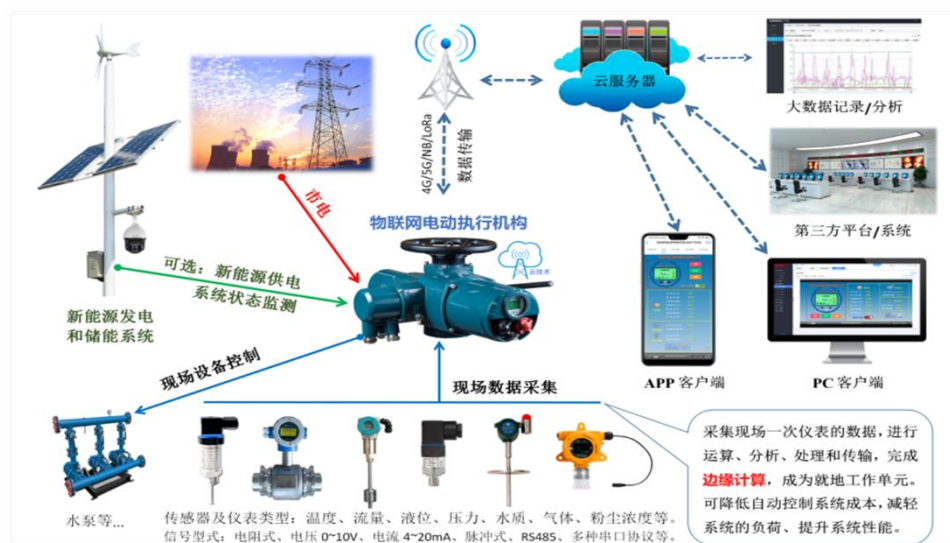 云服务器
大数据记录/分析
4G/5G/NB/LoRa
数据传输
市电
物联网电动执行机构
云技术
第三方平台/系统
可选：新能源供电
系统状态监测
新能源发电
和储能系统
现场设备控制
现场数据采集
APP 客户端
PC 客户端
水泵等...
传感器及仪表类型：温度、流量、液位、压力、水质、气体、粉尘浓度等。
信号型式：电阻式、电压 0~10V、电流 4~20mA、脉冲式、RS485、多种串口协议等。
采集现场一次仪表的数据，进行
运算、分析、处理和传输，完成
边缘计算，成为就地工作单元。
可降低自动控制系统成本，减轻
系统的负荷、提升系统性能。